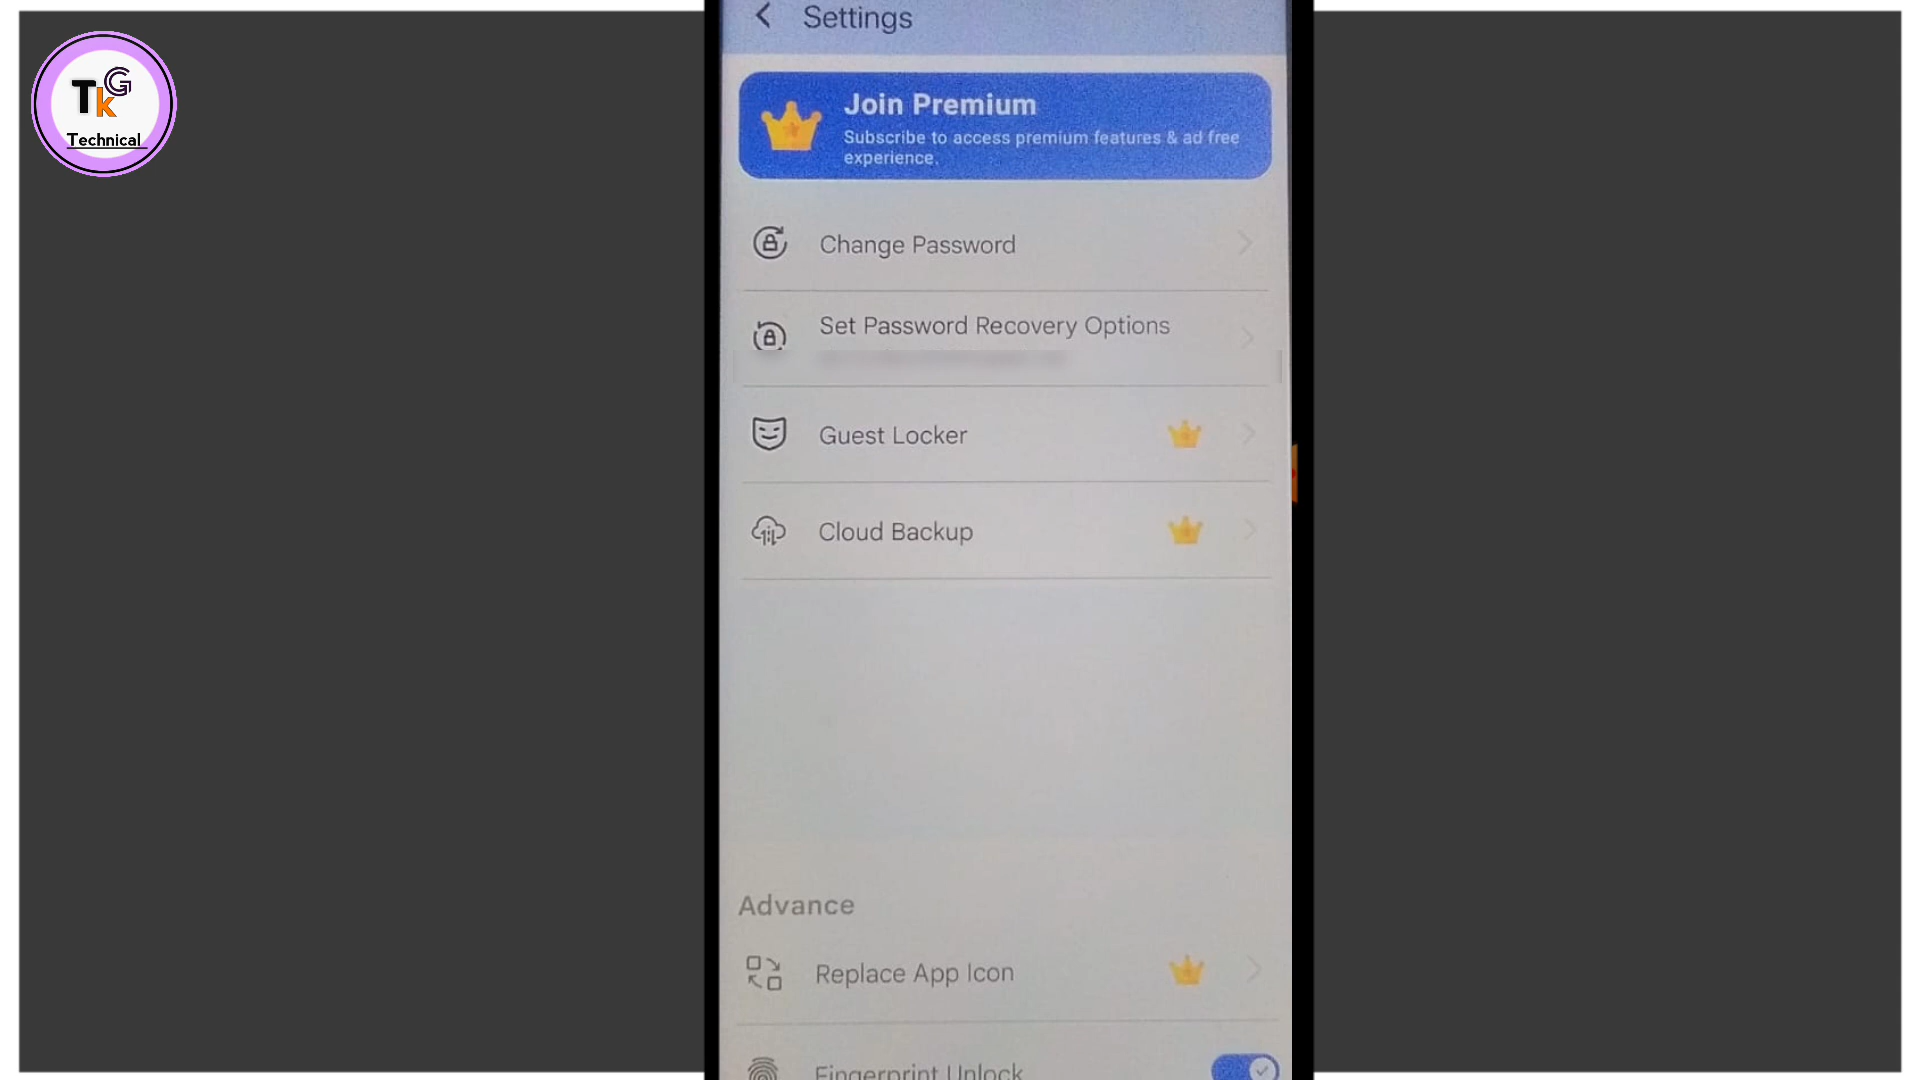 TkG
Technical
Settings
Join Premium
Subscribe to access premium features & ad free
experience.
Change Password
Set Password Recovery Options
Guest Locker
Cloud Backup
Advance
Replace App Icon
Fingerprint Unlock